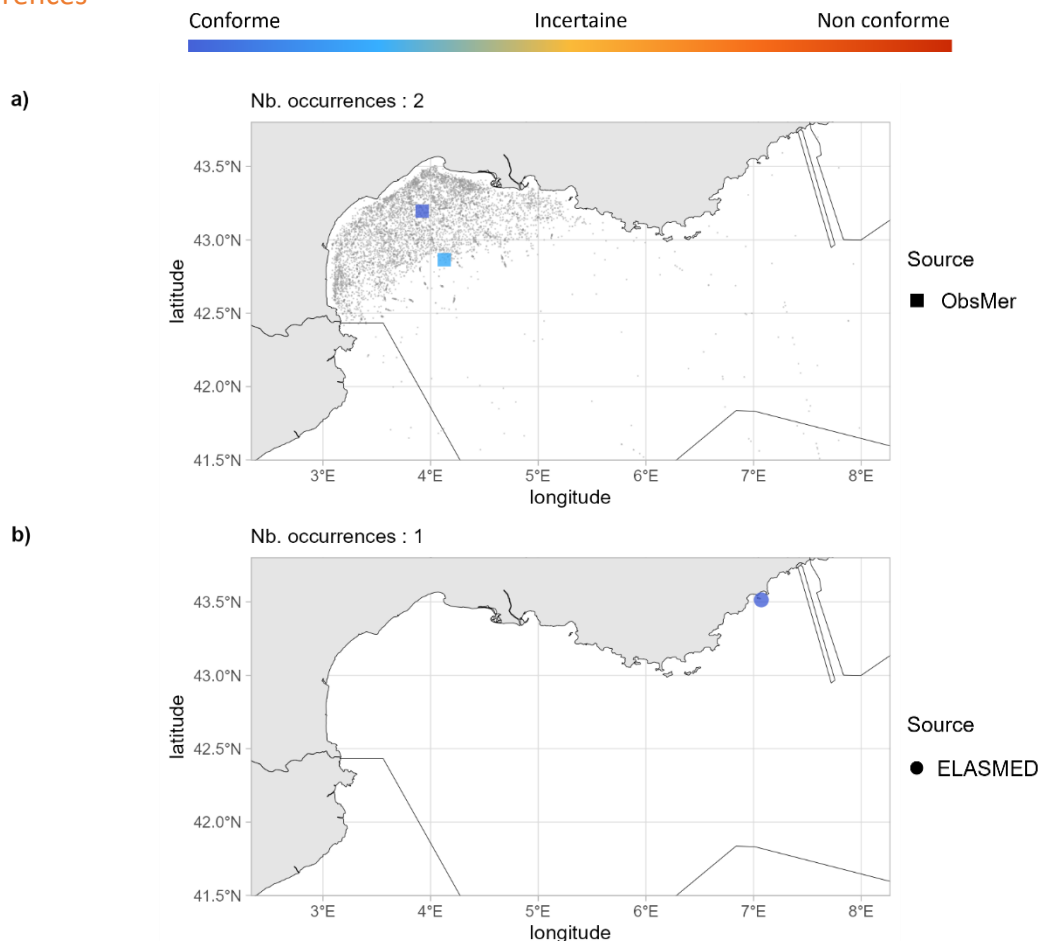 Conforme Incertaine Non conforme
a)
Nb. occurrences : 2
43.5°N
43.0°N
42.5°N
42.0°N
41.5°N
latitude
3°E 4°E 5°E 6°E 7°E 8°E
longitude
Source
ObsMer
b)
Nb. occurrences : 1
43.5°N
43.0°N
42.5°N
42.0°N
41.5°N
latitude
3°E 4°E 5°E 6°E 7°E 8°E
longitude
Source
ELASMED